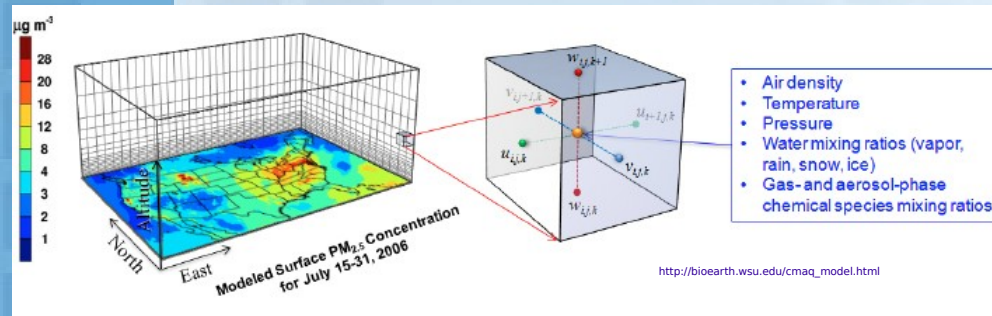 μg m-3
28
20
16
12
8
4
3
2
1
Altitude
North
East
Modeled Surface PM2.5 Concentration
for July 15-31, 2006
wi,j,k+1
vi,j+1,k
ui+1,j,k
ui,j,k
vi,j,k
wi,j,k
• Air density
• Temperature
• Pressure
• Water mixing ratios (vapor,
rain, snow, ice)
• Gas- and aerosol-phase
chemical species mixing ratios
http://bioearth.wsu.edu/cmaq_model.html